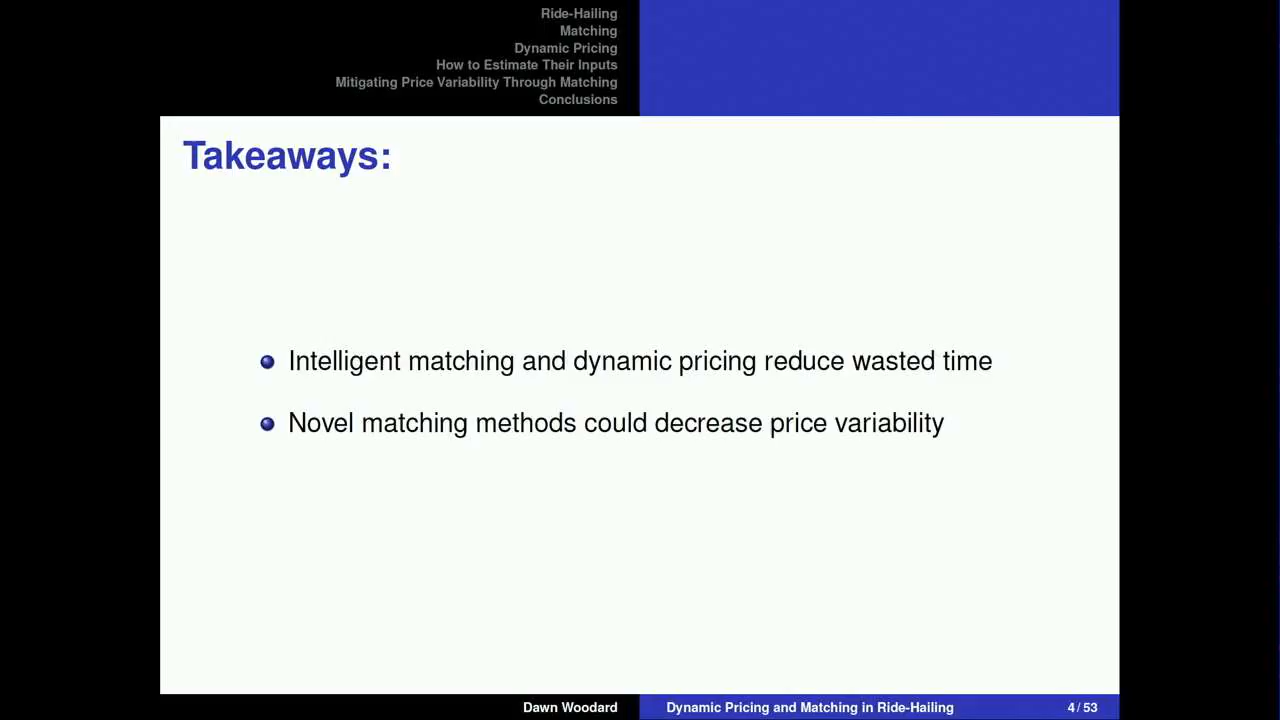 Ride-Hailing
Matching
Dynamic Pricing
How to Estimate Their Inputs
Mitigating Price Variability Through Matching
Conclusions
Takeaways:
Intelligent matching and dynamic pricing reduce wasted time
Novel matching methods could decrease price variability
Dawn Woodard
Dynamic Pricing and Matching in Ride-Hailing
4 / 53